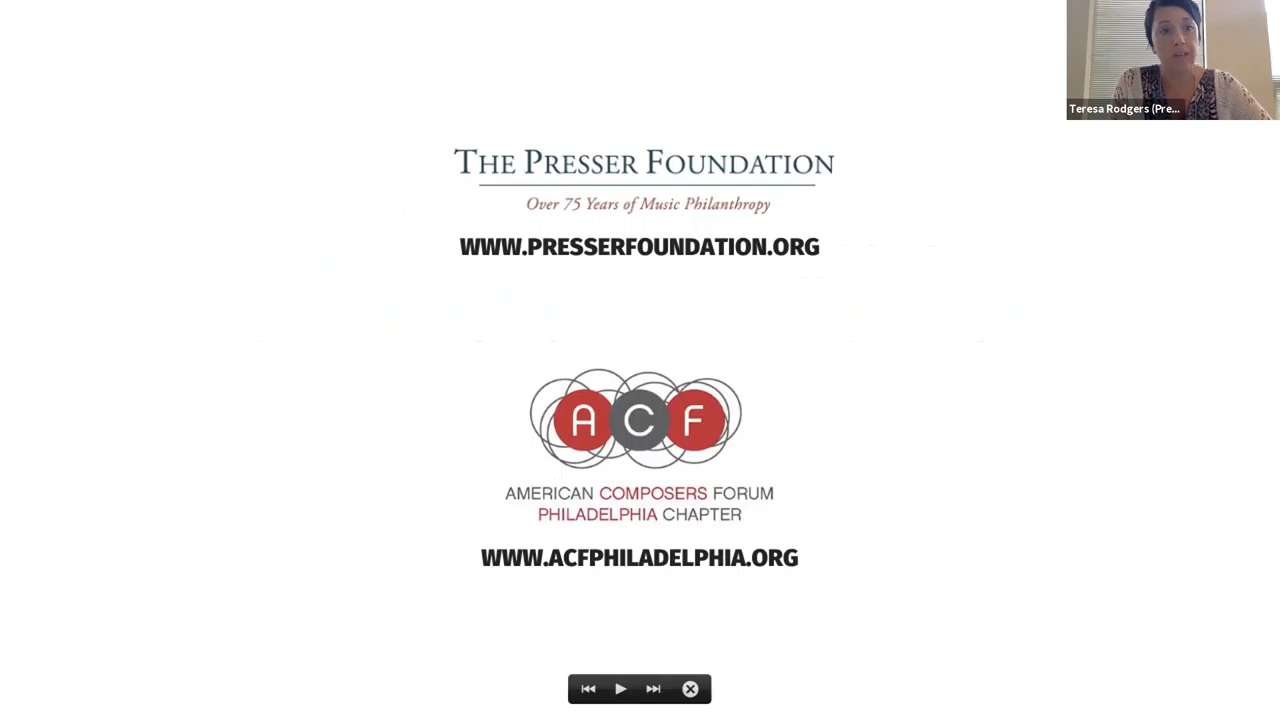 Teresa Rodgers (Pre...
THE PRESSER FOUNDATION
Over 75 Years of Music Philanthropy
WWW.PRESSERFOUNDATION.ORG
ACF
AMERICAN COMPOSERS FORUM
PHILADELPHIA CHAPTER
WWW.ACFPHILADELPHIA.ORG